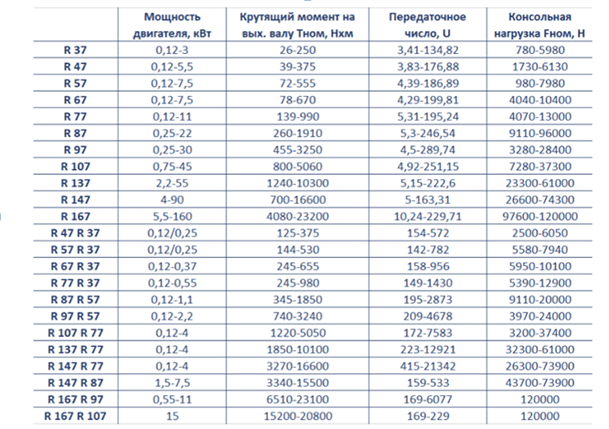 Мощность двигателя, кВт | Крутящий момент на вых. валу Тном, Нхм | Передаточное число, U | Консольная нагрузка Fном, Н
R 37 | 0,12-3 | 26-250 | 3,41-134,82 | 780-5980
R 47 | 0,12-5,5 | 39-375 | 3,83-176,88 | 1730-6130
R 57 | 0,12-7,5 | 72-555 | 4,39-186,89 | 980-7980
R 67 | 0,12-7,5 | 78-670 | 4,29-199,81 | 4040-10400
R 77 | 0,12-11 | 139-990 | 5,31-195,24 | 4070-13000
R 87 | 0,25-22 | 260-1910 | 5,3-246,54 | 9110-96000
R 97 | 0,25-30 | 455-3250 | 4,5-289,74 | 3280-28400
R 107 | 0,75-45 | 800-5060 | 4,92-251,15 | 7280-37300
R 137 | 2,2-55 | 1240-10300 | 5,15-222,6 | 23300-61000
R 147 | 4-90 | 700-16600 | 5-163,31 | 26600-74300
R 167 | 5,5-160 | 4080-23200 | 10,24-229,71 | 97600-120000
R 47 R 37 | 0,12/0,25 | 125-375 | 154-572 | 2500-6050
R 57 R 37 | 0,12/0,25 | 144-530 | 142-782 | 5580-7940
R 67 R 37 | 0,12-0,37 | 245-655 | 158-956 | 5950-10100
R 77 R 37 | 0,12-0,55 | 245-980 | 149-1430 | 5390-12900
R 87 R 57 | 0,12-1,1 | 345-1850 | 195-2873 | 9110-20000
R 97 R 57 | 0,12-2,2 | 740-3240 | 209-4678 | 3970-24000
R 107 R 77 | 0,12-4 | 1220-5050 | 172-7583 | 3200-37400
R 137 R 77 | 0,12-4 | 1850-10100 | 223-12921 | 32300-61000
R 147 R 77 | 0,12-4 | 3270-16600 | 415-21342 | 26300-73900
R 147 R 87 | 1,5-7,5 | 3340-15500 | 159-533 | 43700-73900
R 167 R 97 | 0,55-11 | 6510-23100 | 169-6077 | 120000
R 167 R 107 | 15 | 15200-20800 | 169-229 | 120000